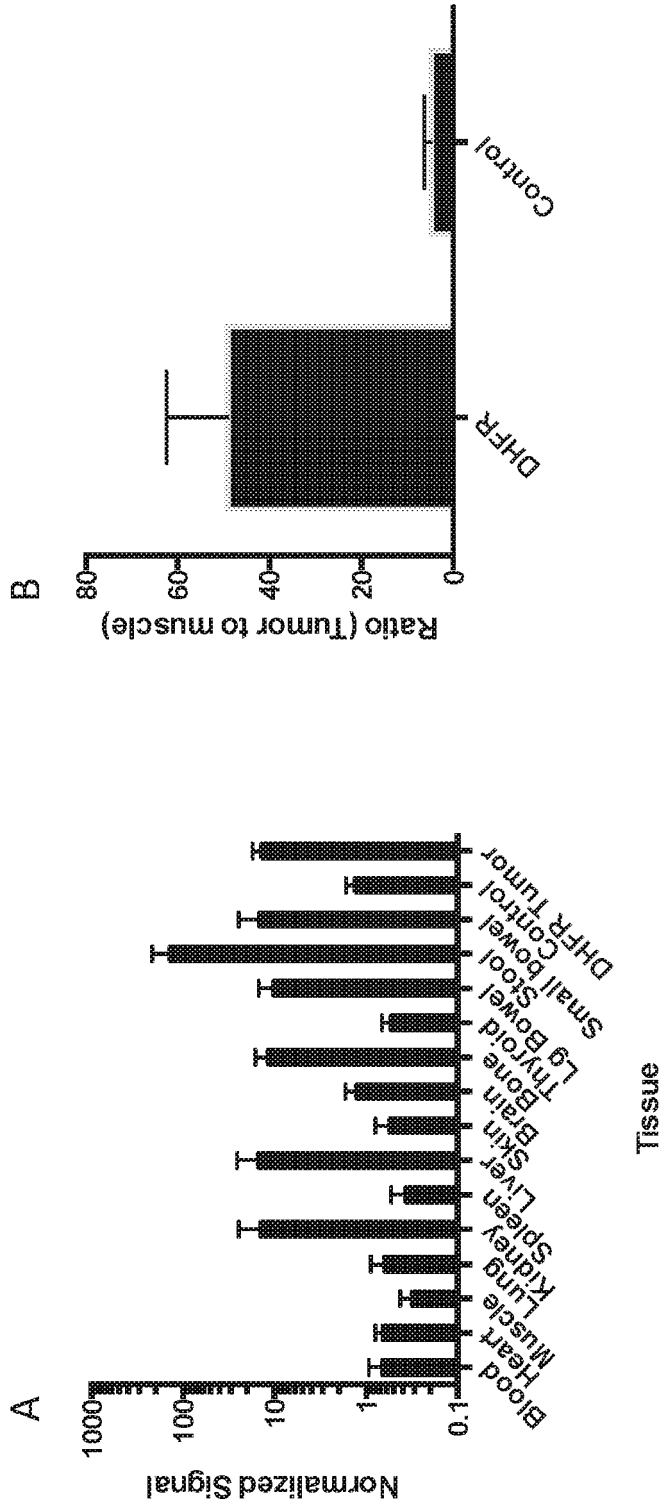 A
Normalized Signal
1000
100
10
1
0.1
Blood
Heart
Muscle
Lung
Kidney
Spleen
Liver
Skin
Brain
Bone
Thyroid
Lg Bowel
Stool
Small bowel
Control
DHFR Tumor
Tissue
B
Ratio (Tumor to muscle)
80
60
40
20
0
DHFR
Control